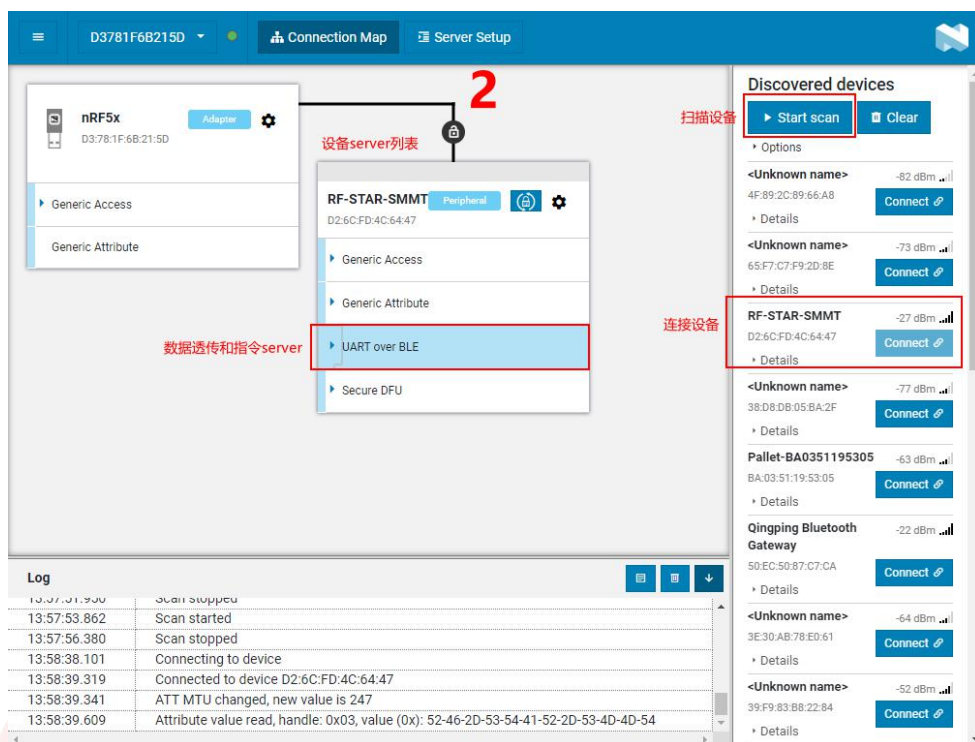 D3781F6B215D
Connection Map
Server Setup
2
nRF5x
Adapter
D3:78:1F:6B:21:5D
Generic Access
Generic Attribute
设备server列表
RF-STAR-SMMT
Peripheral
D2:6C:FD:4C:64:47
Generic Access
Generic Attribute
数据透传和指令server
UART over BLE
Secure DFU
Discovered devices
扫描设备
Start scan
Clear
Options
<Unknown name>
-82 dBm
4F:89:2C:89:66:A8
Connect
Details
<Unknown name>
-73 dBm
65:F7:C7:F9:2D:8E
Connect
Details
连接设备
RF-STAR-SMMT
-27 dBm
D2:6C:FD:4C:64:47
Connect
Details
<Unknown name>
-77 dBm
38:D8:DB:05:BA:2F
Connect
Details
Pallet-BA0351195305
-63 dBm
BA:03:51:19:53:05
Connect
Details
Qingping Bluetooth
Gateway
-22 dBm
50:EC:50:87:C7:CA
Connect
Details
<Unknown name>
-64 dBm
3E:30:AB:78:E0:61
Connect
Details
<Unknown name>
-52 dBm
39:F9:83:B8:22:84
Connect
Details
Log
13:57:51.950 Scan stopped
13:57:53.862 Scan started
13:57:56.380 Scan stopped
13:58:38.101 Connecting to device
13:58:39.319 Connected to device D2:6C:FD:4C:64:47
13:58:39.341 ATT MTU changed, new value is 247
13:58:39.609 Attribute value read, handle: 0x03, value (0x): 52-46-2D-53-54-41-52-2D-53-4D-4D-54